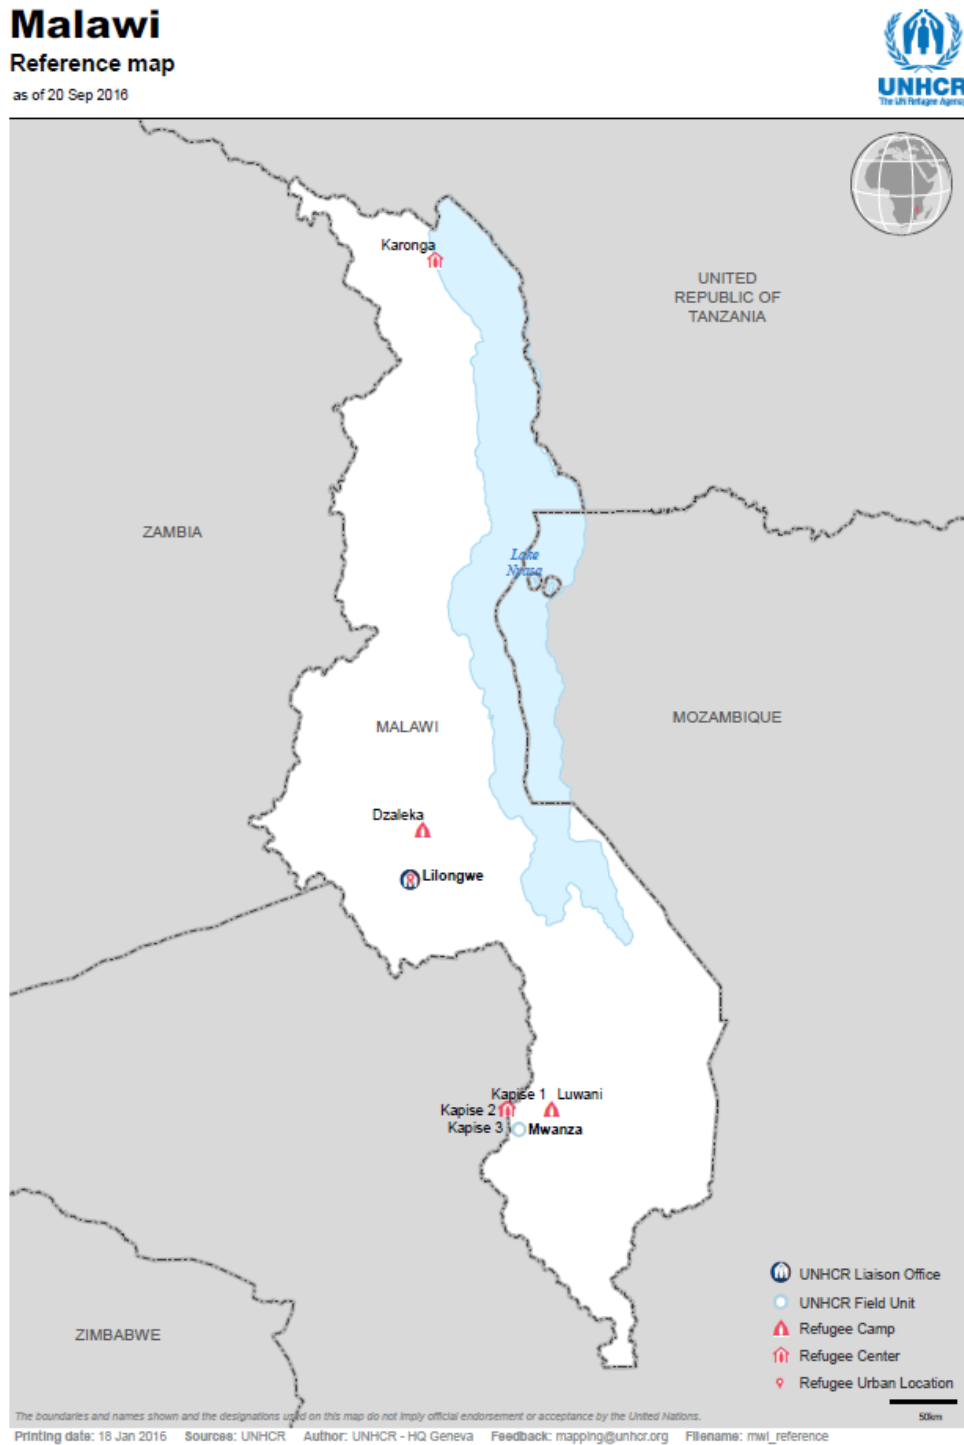 Malawi
Reference map
as of 20 Sep 2016
UNHCR
The UN Refugee Agency
Karonga
UNITED
REPUBLIC OF
TANZANIA
ZAMBIA
Lake
Nyasa
MALAWI
MOZAMBIQUE
Dzaleka
Lilongwe
Kapise 1 Luwani
Kapise 2
Kapise 3 Mwanza
ZIMBABWE
UNHCR Liaison Office
UNHCR Field Unit
Refugee Camp
Refugee Center
Refugee Urban Location
50km
The boundaries and names shown and the designations used on this map do not imply official endorsement or acceptance by the United Nations.
Printing date: 18 Jan 2016 Sources: UNHCR Author: UNHCR - HQ Geneva Feedback: mapping@unhcr.org Filename: mwi_reference